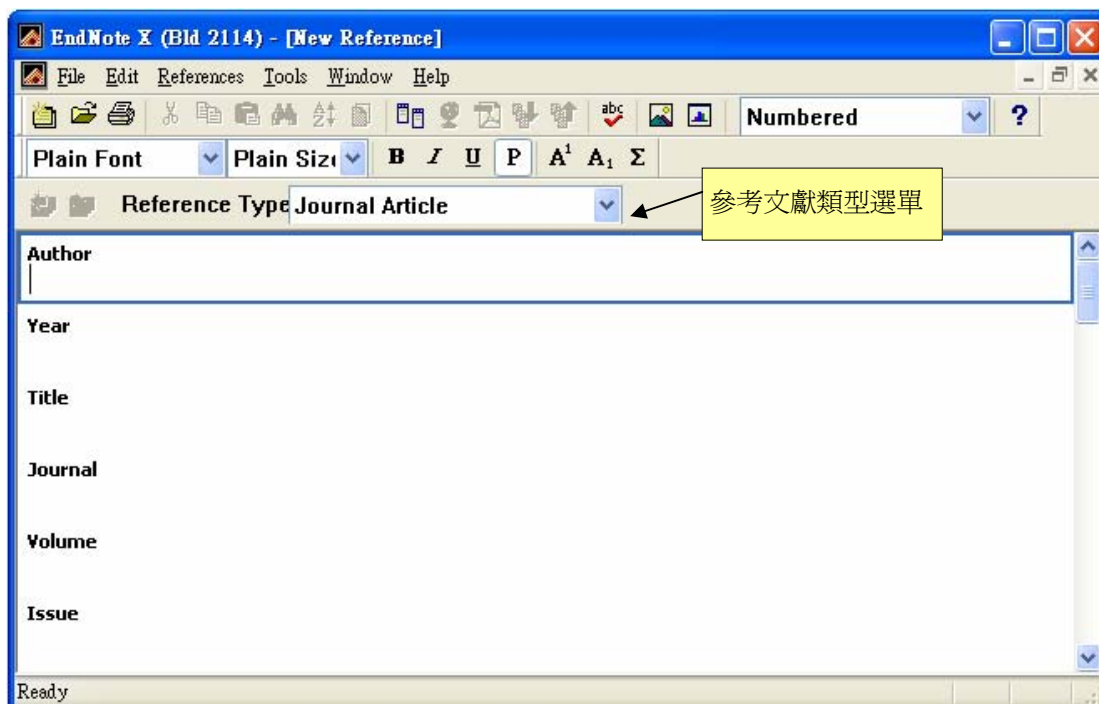 EndNote X (Bld 2114) - [New Reference]
File Edit References Tools Window Help
abc Numbered ?
Plain Font Plain Size B I U P A¹ A₁ Σ
Reference Type Journal Article 參考文獻類型選單
Author
Year
Title
Journal
Volume
Issue
Ready